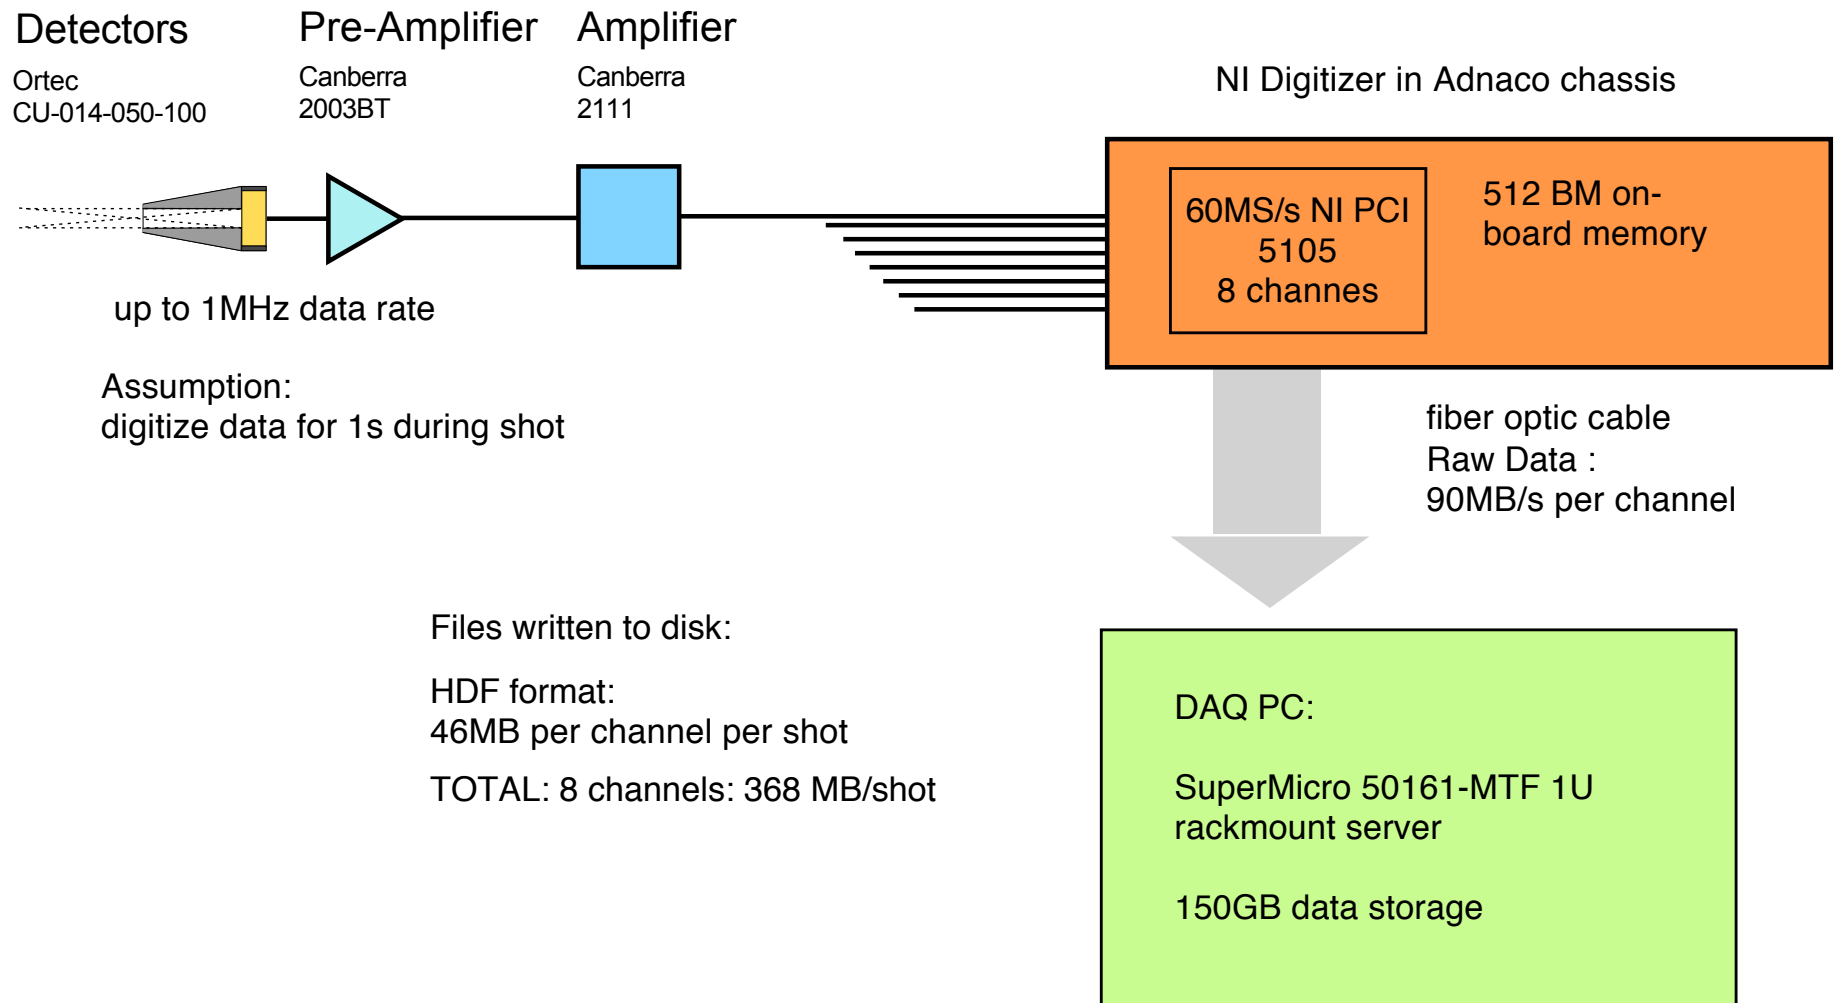 Detectors
Ortec
CU-014-050-100
Pre-Amplifier
Canberra
2003BT
Amplifier
Canberra
2111
NI Digitizer in Adnaco chassis
60MS/s NI PCI
5105
8 channes
512 BM on-
board memory
up to 1MHz data rate
Assumption:
digitize data for 1s during shot
fiber optic cable
Raw Data :
90MB/s per channel
Files written to disk:
HDF format:
46MB per channel per shot
TOTAL: 8 channels: 368 MB/shot
DAQ PC:
SuperMicro 50161-MTF 1U
rackmount server
150GB data storage